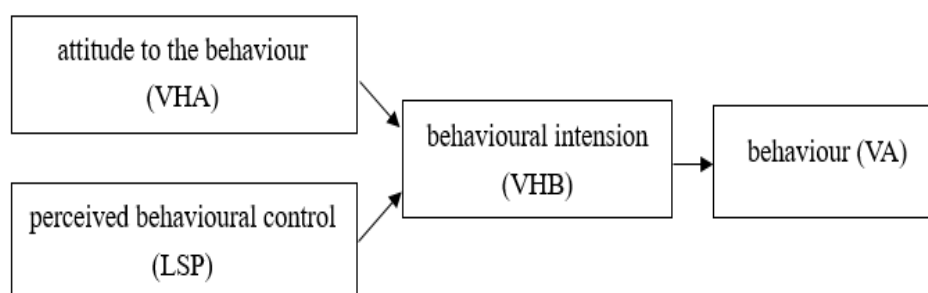 attitude to the behaviour
(VHA)
perceived behavioural control
(LSP)
behavioural intension
(VHB)
behaviour (VA)